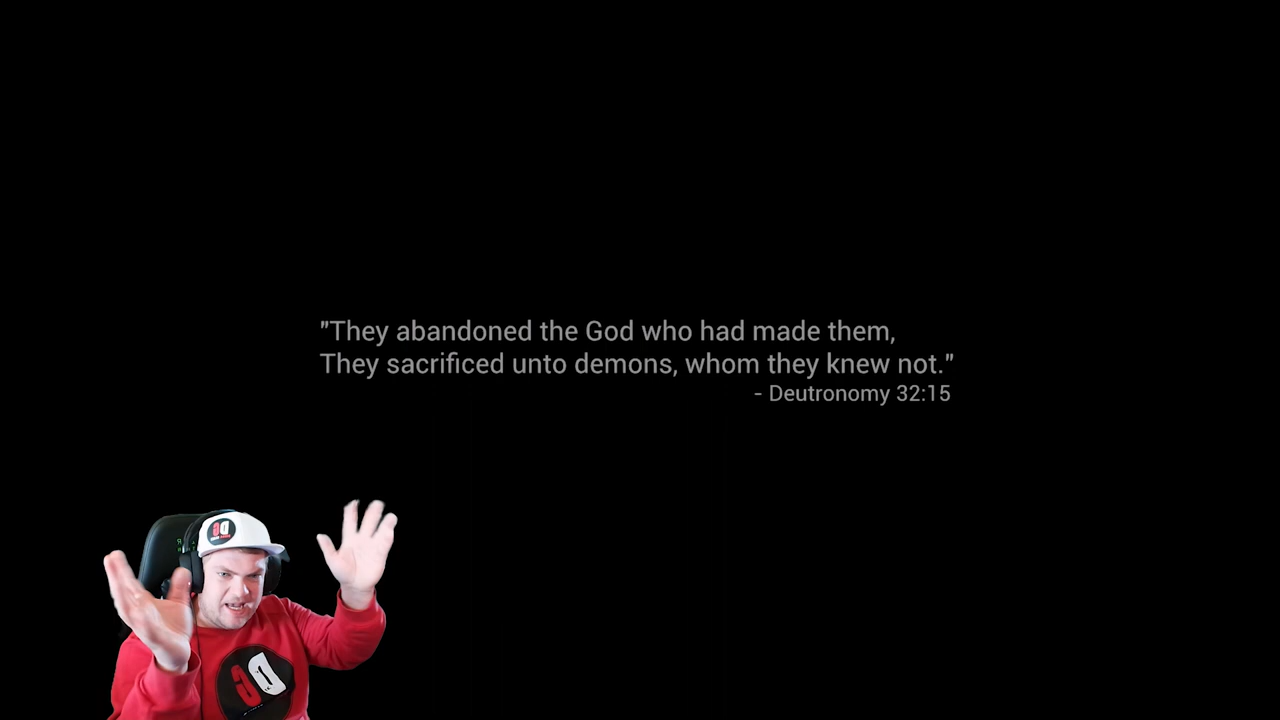 "They abandoned the God who had made them,
They sacrificed unto demons, whom they knew not."
- Deutronomy 32:15